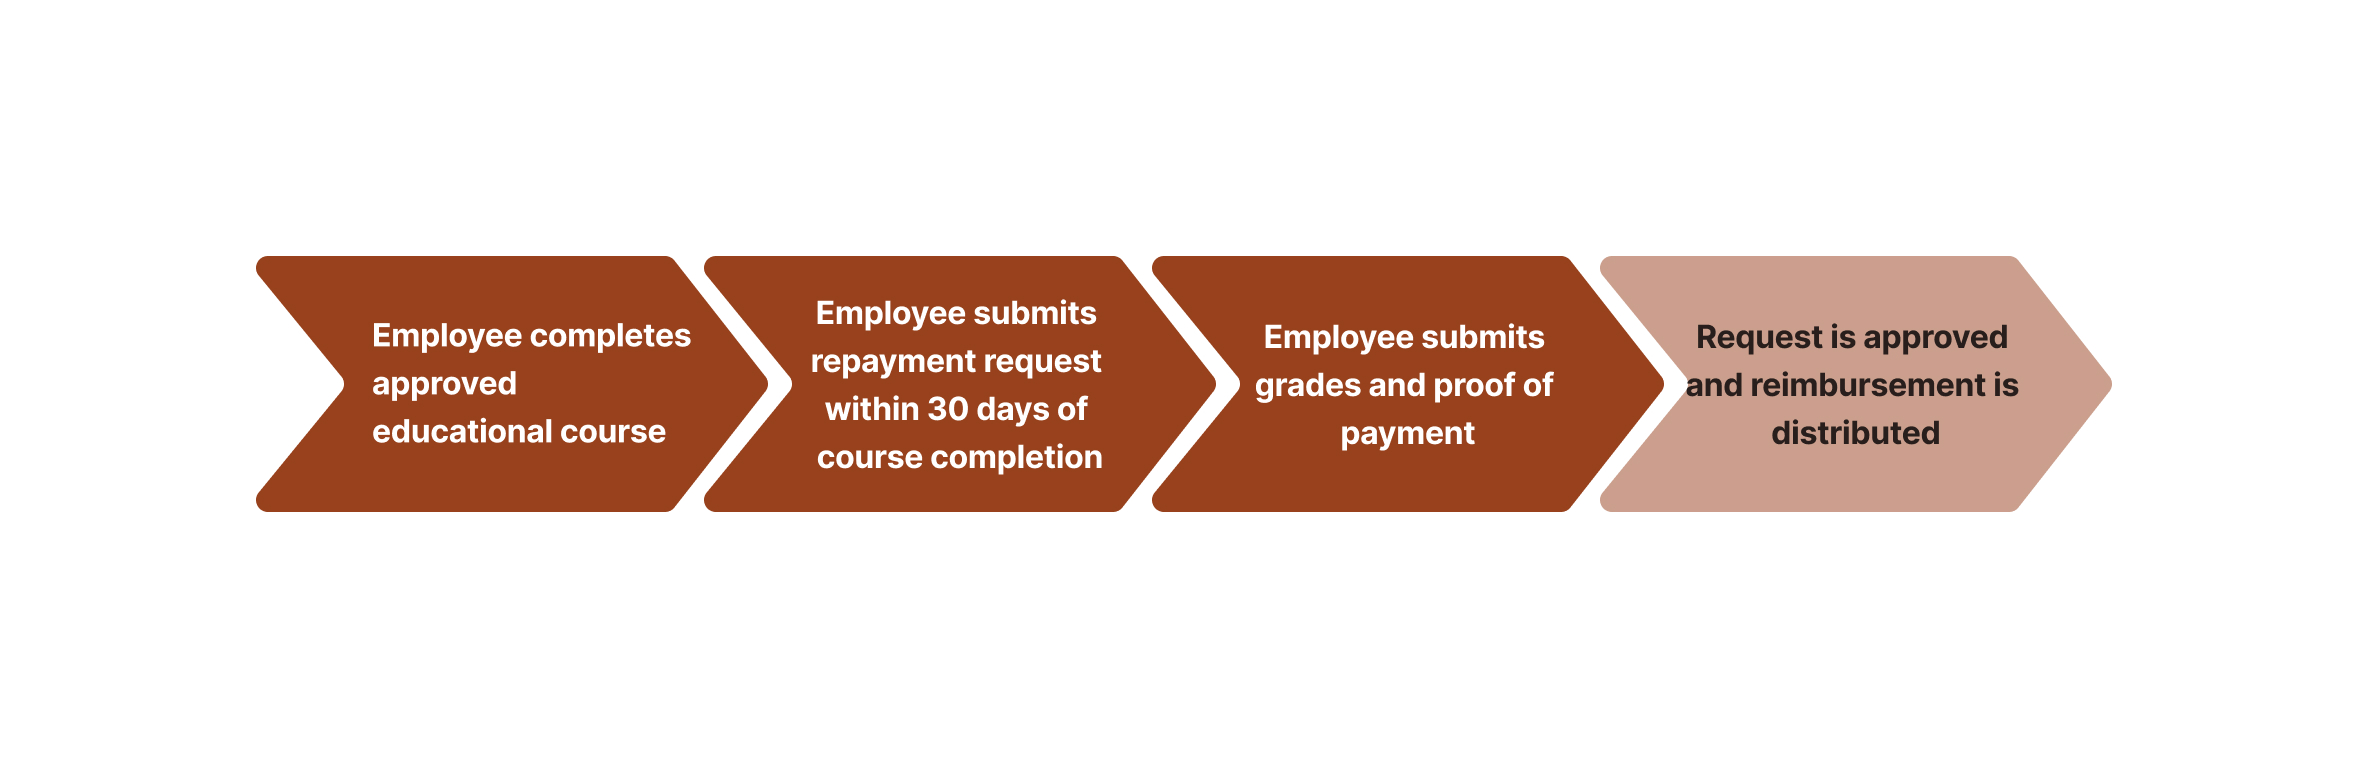 Employee completes
approved
educational course
Employee submits
repayment request
within 30 days of
course completion
Employee submits
grades and proof of
payment
Request is approved
and reimbursement is
distributed